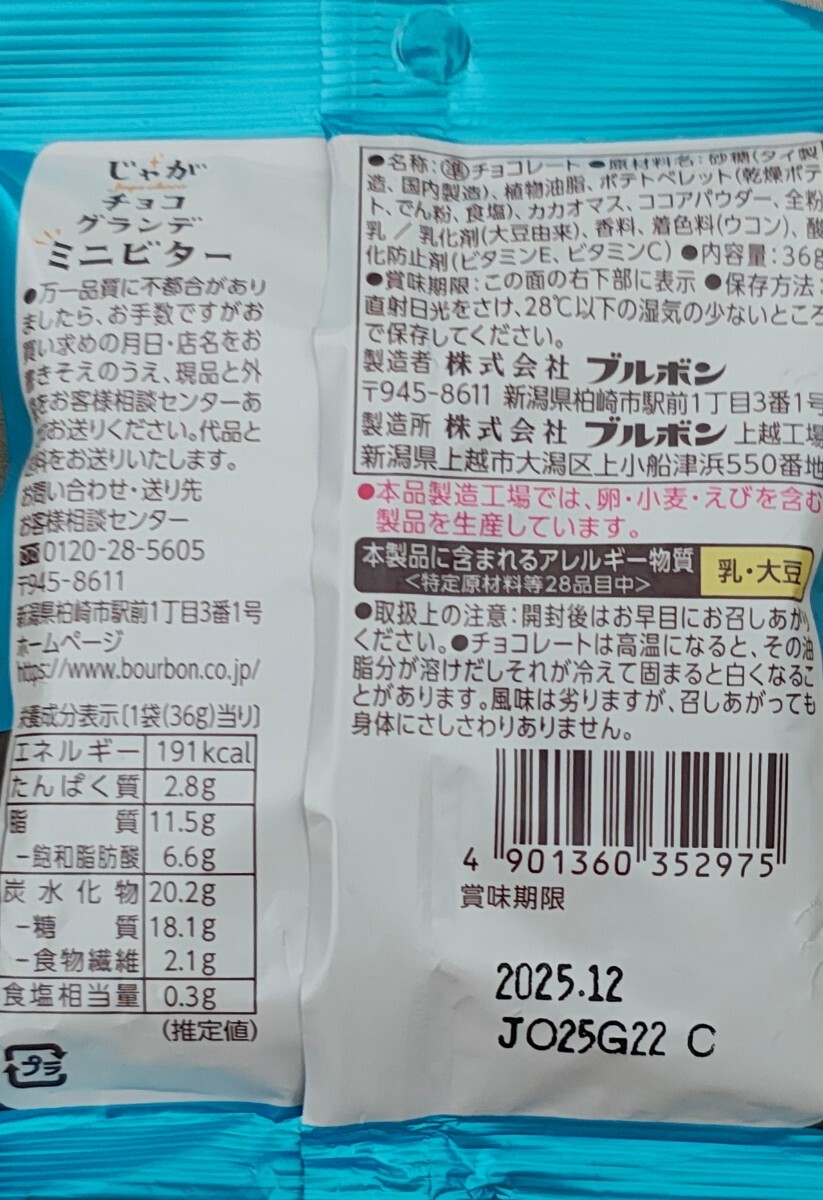 じゃが
チョコ
グランデ
ミニビター
●万一品質に不都合があり
ましたら、お手数ですがお
買い求めの月日・店名をお
きそえのうえ、現品と外
をお客様相談センターあ
お送りください。代品と
料をお送りいたします。
お問い合わせ・送り先
お客様相談センター
0120-28-5605
〒945-8611
新潟県柏崎市駅前1丁目3番1号
ホームページ
https://www.bourbon.co.jp/
栄養成分表示〔1袋(36g)当り〕
エネルギー 191kcal
たんぱく質 2.8g
脂質 11.5g
-飽和脂肪酸 6.6g
炭水化物 20.2g
-糖質 18.1g
-食物繊維 2.1g
食塩相当量 0.3g
(推定値)
プラ
●名称:準チョコレート ●原材料名:砂糖(タイ製
造、国内製造)、植物油脂、ポテトペレット(乾燥ポテ
ト、でん粉、食塩)、カカオマス、ココアパウダー、全粉
乳／乳化剤(大豆由来)、香料、着色料(ウコン)、酸
化防止剤(ビタミンE、ビタミンC) ●内容量:36g
●賞味期限:この面の右下部に表示 ●保存方法:
直射日光をさけ、28℃以下の湿気の少ないところ
で保存してください。
製造者 株式会社 ブルボン
〒945-8611 新潟県柏崎市駅前1丁目3番1号
製造所 株式会社 ブルボン 上越工場
新潟県上越市大潟区上小船津浜550番地
●本品製造工場では、卵・小麦・えびを含む
製品を生産しています。
本製品に含まれるアレルギー物質
<特定原材料等28品目中>
乳・大豆
●取扱上の注意:開封後はお早目にお召しあがり
ください。●チョコレートは高温になると、その油
脂分が溶けだしそれが冷えて固まると白くなるこ
とがあります。風味は劣りますが、召しあがっても
身体にさしさわりありません。
4 901360 352975
賞味期限
2025.12
JO25G22 C